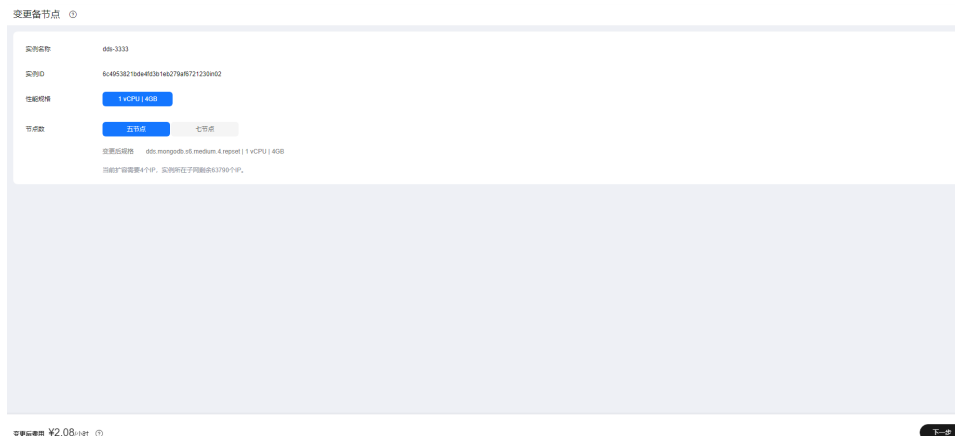 变更备节点
实例名称 dds-3333
实例ID 6c4953821bde4fd3b1eb279af6721230in02
性能规格 1 vCPU | 4GB
节点数 五节点 七节点
变更后规格 dds.mongodb.s6.medium.4.repset | 1 vCPU | 4GB
当前扩容需要4个IP，实例所在子网剩余63790个IP。
变更后费用 ¥2.08/小时
下一步